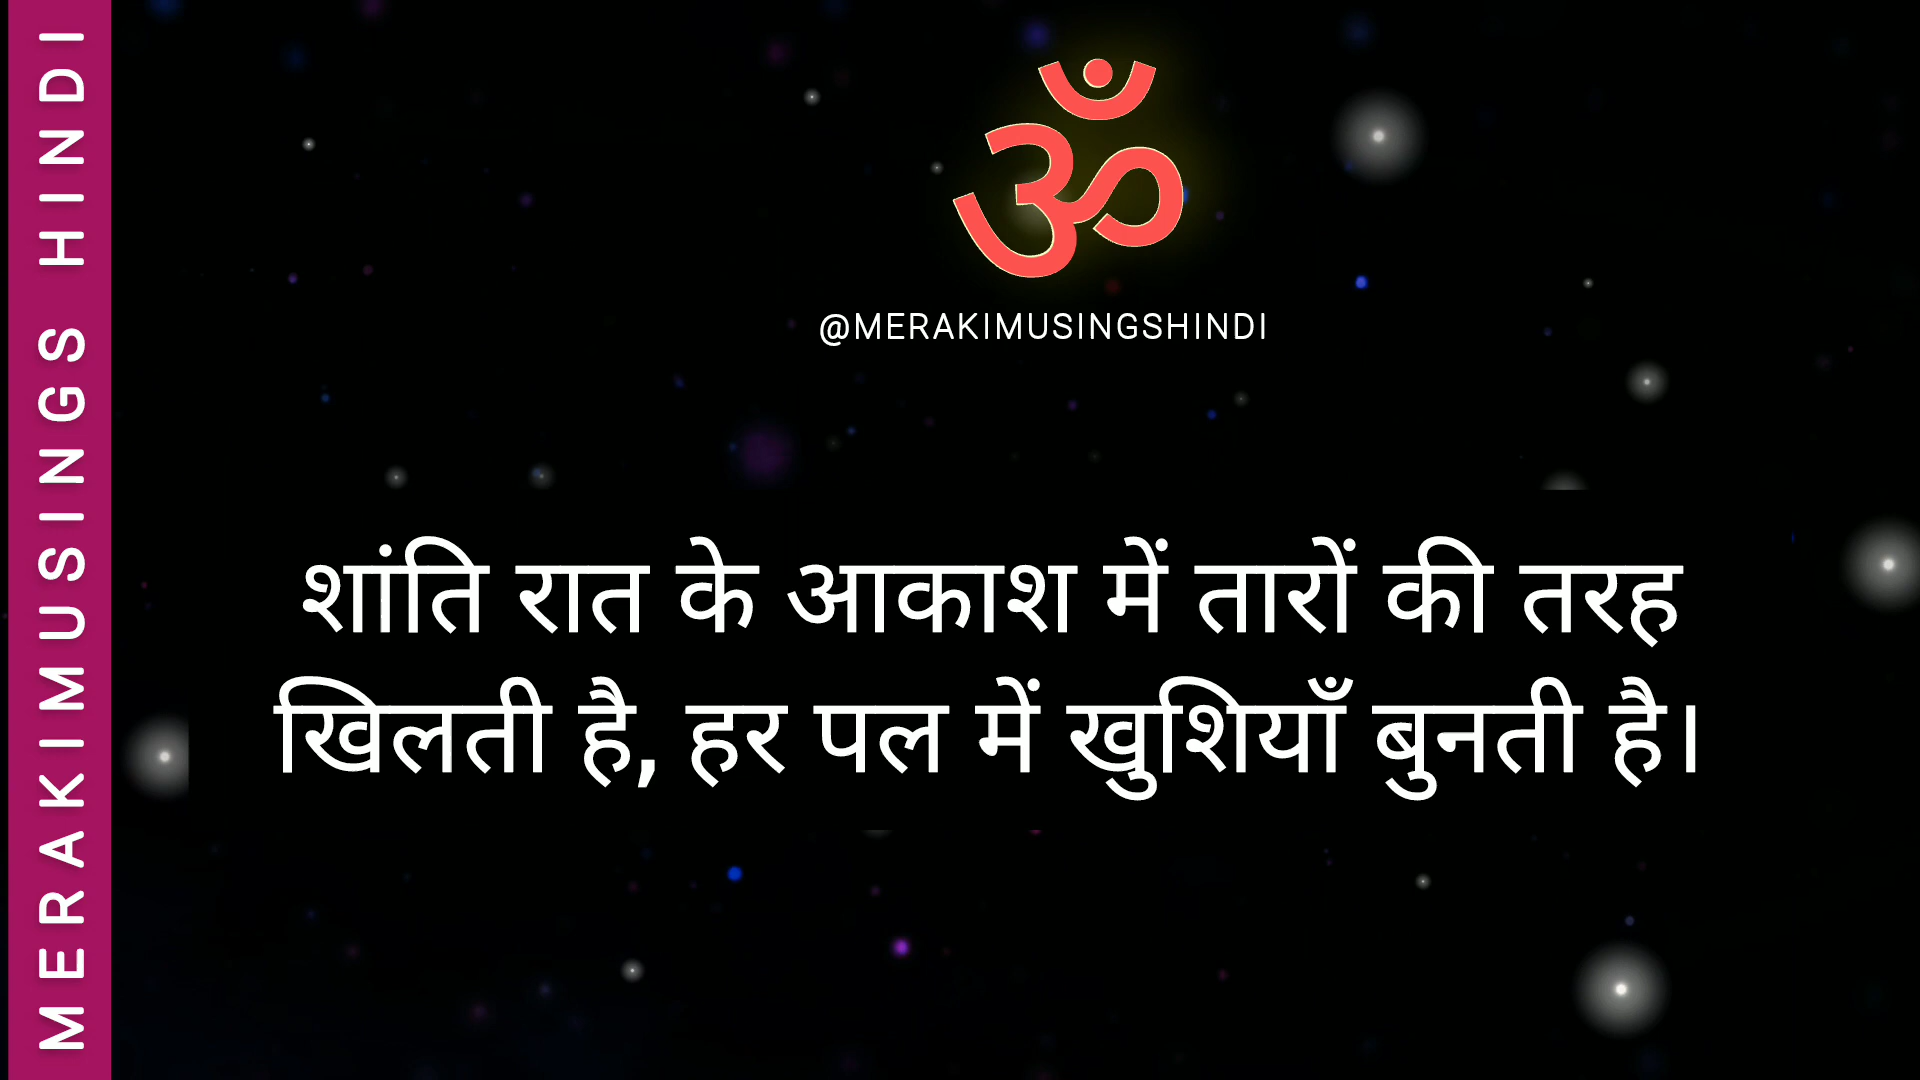 MERAKIMUSINGS HINDI
ॐ
@MERAKIMUSINGSHINDI
शांति रात के आकाश में तारों की तरह
खिलती है, हर पल में खुशियाँ बुनती है।